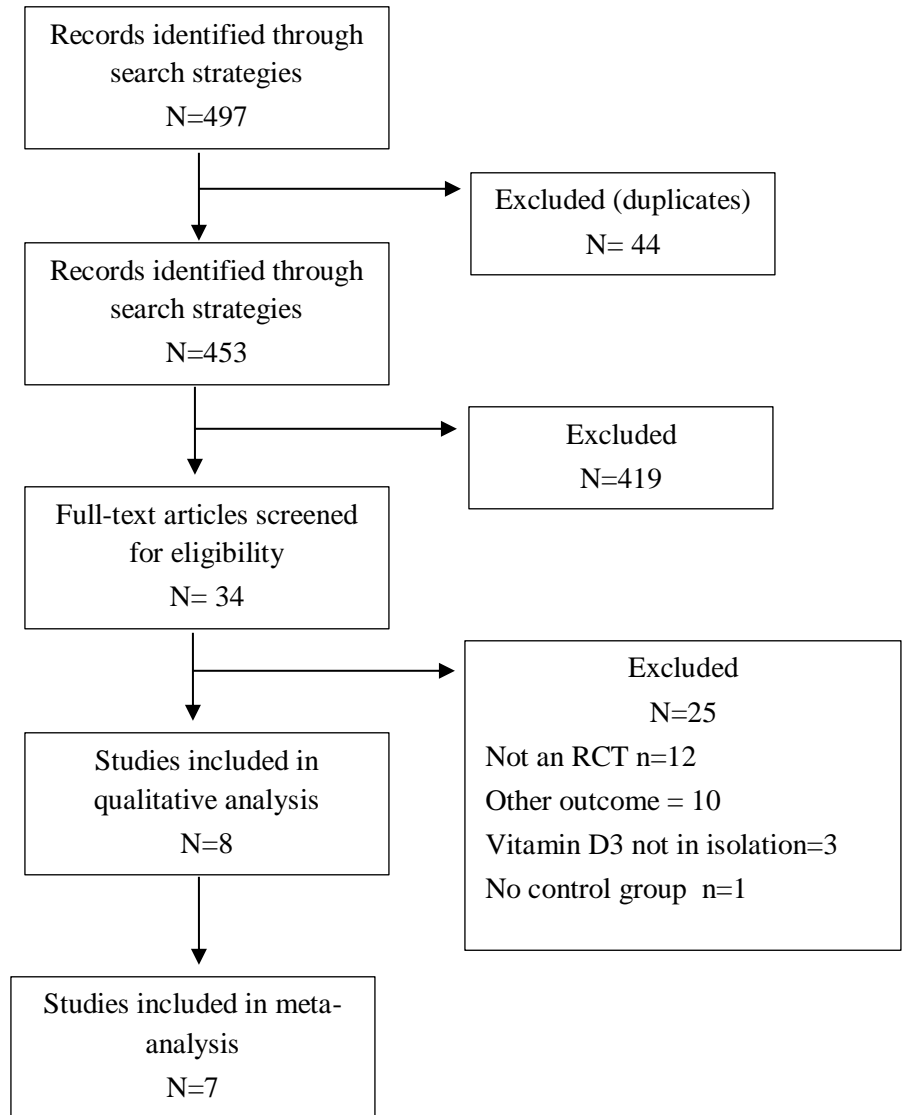 Records identified through
search strategies
N=497
Excluded (duplicates)
N= 44
Records identified through
search strategies
N=453
Excluded
N=419
Full-text articles screened
for eligibility
N= 34
Excluded
N=25
Not an RCT n=12
Other outcome = 10
Vitamin D3 not in isolation=3
No control group  n=1
Studies included in
qualitative analysis
N=8
Studies included in meta-
analysis
N=7